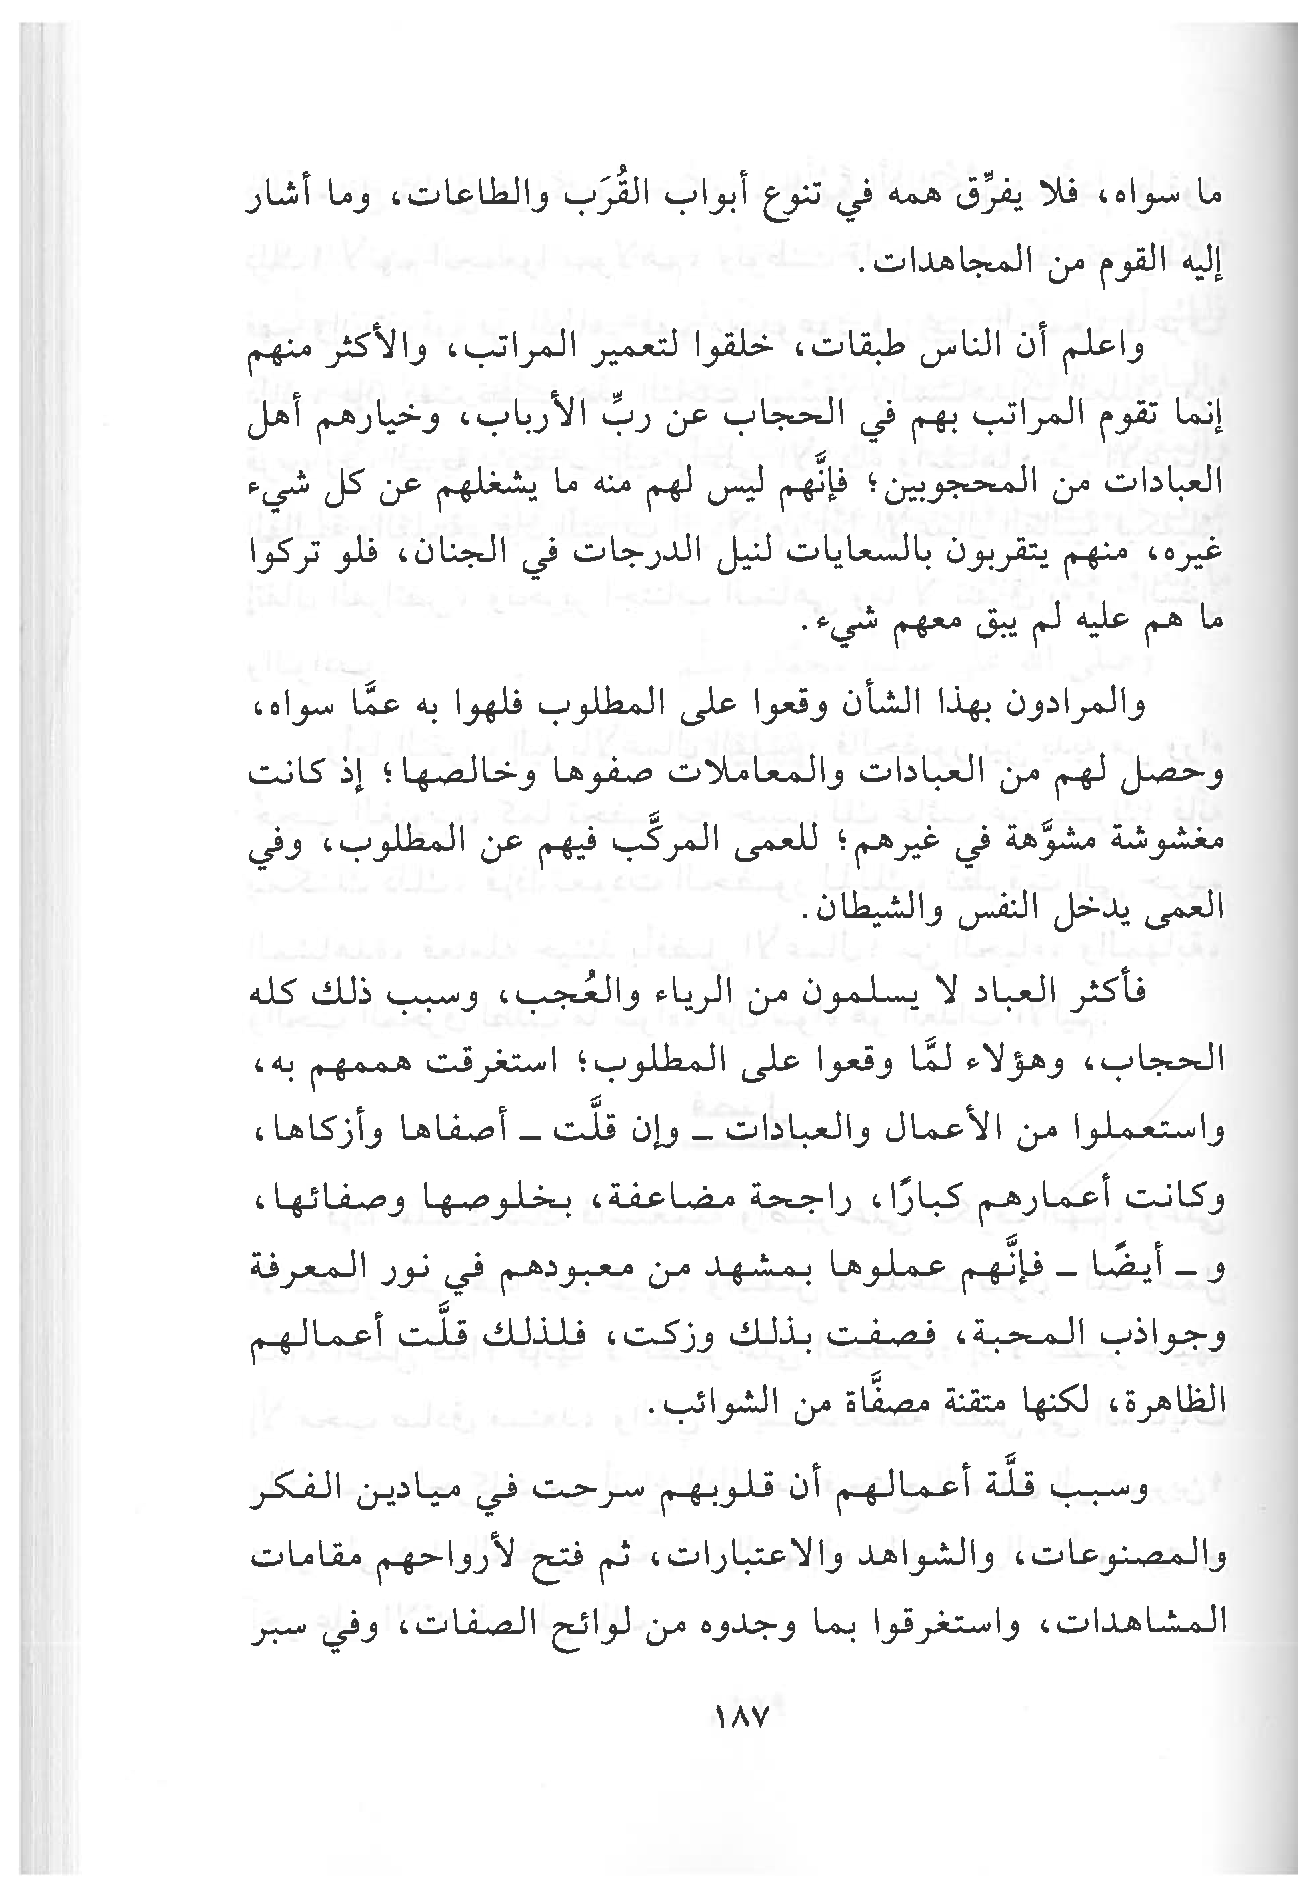 ما سواه، فلا يفرِّق همه في تنوع أبواب القُرَب والطاعات، وما أشار
إليه القوم من المجاهدات.
واعلم أن الناس طبقات، خلقوا لتعمير المراتب، والأكثر منهم
إنما تقوم المراتب بهم في الحجاب عن ربِّ الأرباب، وخيارهم أهل
العبادات من المحجوبين؛ فإنَّهم ليس لهم منه ما يشغلهم عن كل شيء
غيره، منهم يتقربون بالسعايات لنيل الدرجات في الجنان، فلو تركوا
ما هم عليه لم يبق معهم شيء.
والمرادون بهذا الشأن وقعوا على المطلوب فلهوا به عمَّا سواه،
وحصل لهم من العبادات والمعاملات صفوها وخالصها؛ إذ كانت
مغشوشة مشوَّهة في غيرهم؛ للعمى المركَّب فيهم عن المطلوب، وفي
العمى يدخل النفس والشيطان.
فأكثر العباد لا يسلمون من الرياء والعُجب، وسبب ذلك كله
الحجاب، وهؤلاء لمَّا وقعوا على المطلوب؛ استغرقت هممهم به،
واستعملوا من الأعمال والعبادات ـ وإن قلَّت ـ أصفاها وأزكاها،
وكانت أعمارهم كبارًا، راجحة مضاعفة، بخلوصها وصفائها،
و ـ أيضًا ـ فإنَّهم عملوها بمشهد من معبودهم في نور المعرفة
وجواذب المحبة، فصفت بذلك وزكت، فلذلك قلَّت أعمالهم
الظاهرة، لكنها متقنة مصفَّاة من الشوائب.
وسبب قلَّة أعمالهم أن قلوبهم سرحت في ميادين الفكر
والمصنوعات، والشواهد والاعتبارات، ثم فتح لأرواحهم مقامات
المشاهدات، واستغرقوا بما وجدوه من لوائح الصفات، وفي سبر
١٨٧